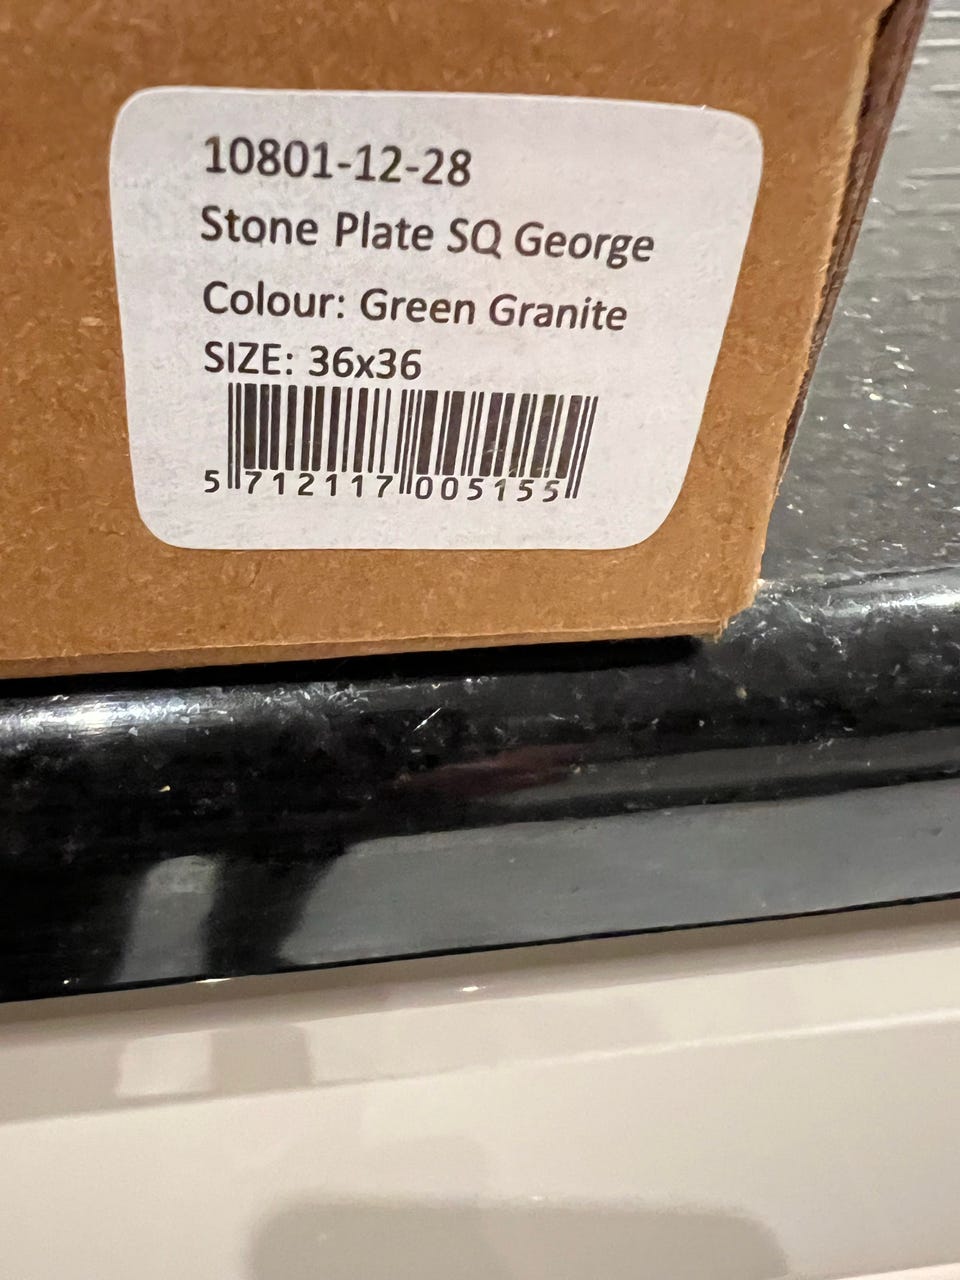 10801-12-28
Stone Plate SQ George
Colour: Green Granite
SIZE: 36x36
5 712117 005155